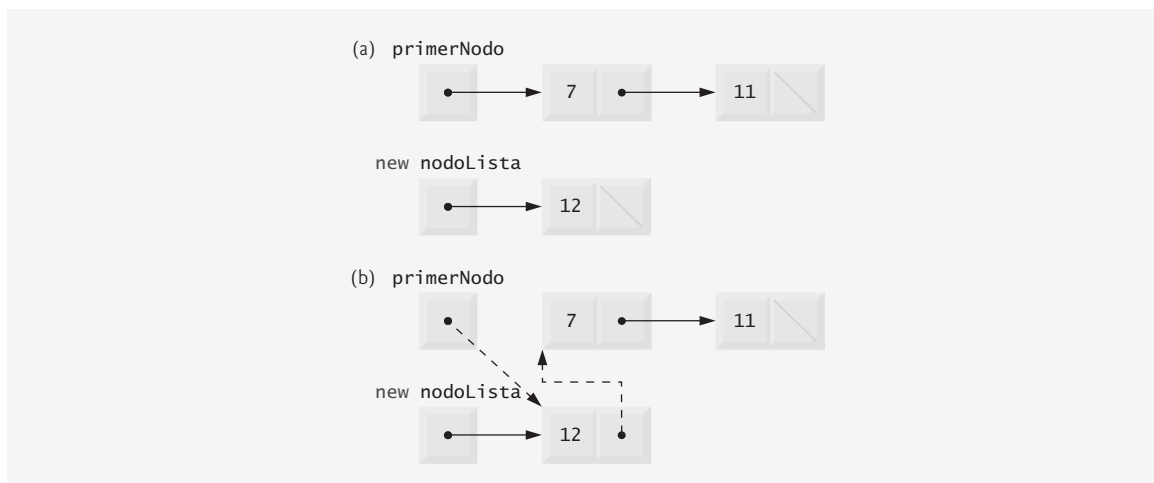 (a) primerNodo
7 11
new nodoLista
12
(b) primerNodo
7 11
new nodoLista
12